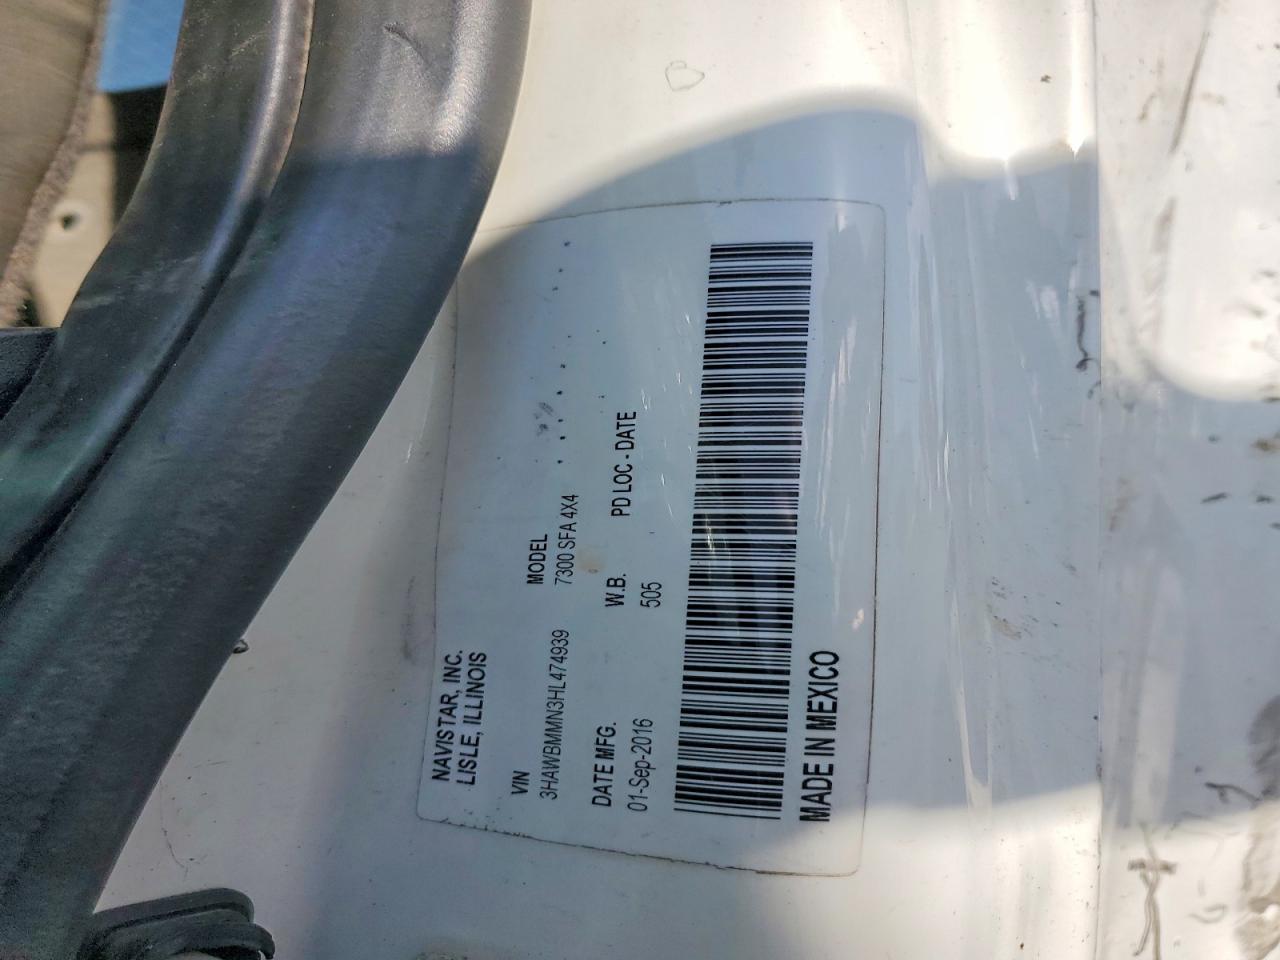 NAVISTAR, INC.
LISLE, ILLINOIS
VIN MODEL
3HAWBMMN3HL474939 7300 SFA 4X4
DATE MFG. W.B. PD LOC - DATE
01-Sep-2016 505
MADE IN MEXICO